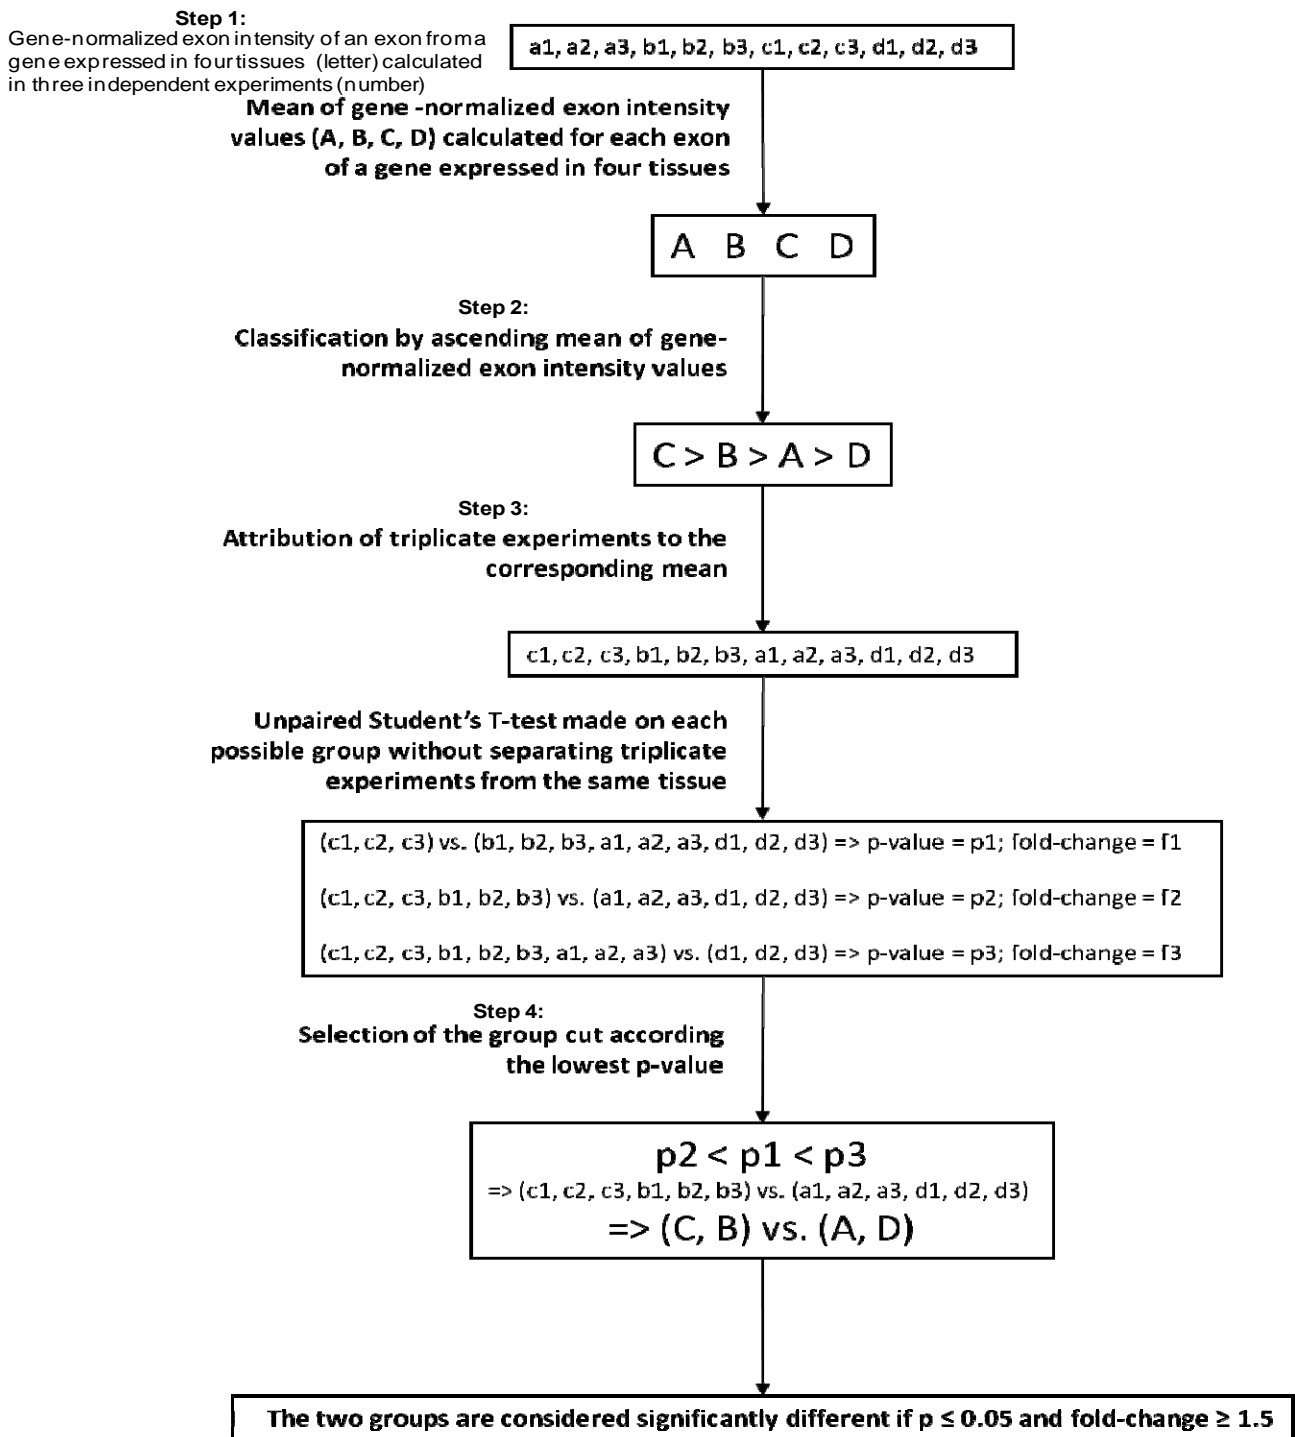 Step 1:
Gene-normalized exon intensity of an exon from a
gene expressed in four tissues (letter) calculated
in three independent experiments (number)
a1, a2, a3, b1, b2, b3, c1, c2, c3, d1, d2, d3
Mean of gene -normalized exon intensity
values (A, B, C, D) calculated for each exon
of a gene expressed in four tissues
A B C D
Step 2:
Classification by ascending mean of gene-
normalized exon intensity values
C > B > A > D
Step 3:
Attribution of triplicate experiments to the
corresponding mean
c1, c2, c3, b1, b2, b3, a1, a2, a3, d1, d2, d3
Unpaired Student's T-test made on each
possible group without separating triplicate
experiments from the same tissue
(c1, c2, c3) vs. (b1, b2, b3, a1, a2, a3, d1, d2, d3) => p-value = p1; fold-change = f1
(c1, c2, c3, b1, b2, b3) vs. (a1, a2, a3, d1, d2, d3) => p-value = p2; fold-change = f2
(c1, c2, c3, b1, b2, b3, a1, a2, a3) vs. (d1, d2, d3) => p-value = p3; fold-change = f3
Step 4:
Selection of the group cut according
the lowest p-value
p2 < p1 < p3
=> (c1, c2, c3, b1, b2, b3) vs. (a1, a2, a3, d1, d2, d3)
=> (C, B) vs. (A, D)
The two groups are considered significantly different if p ≤ 0.05 and fold-change ≥ 1.5